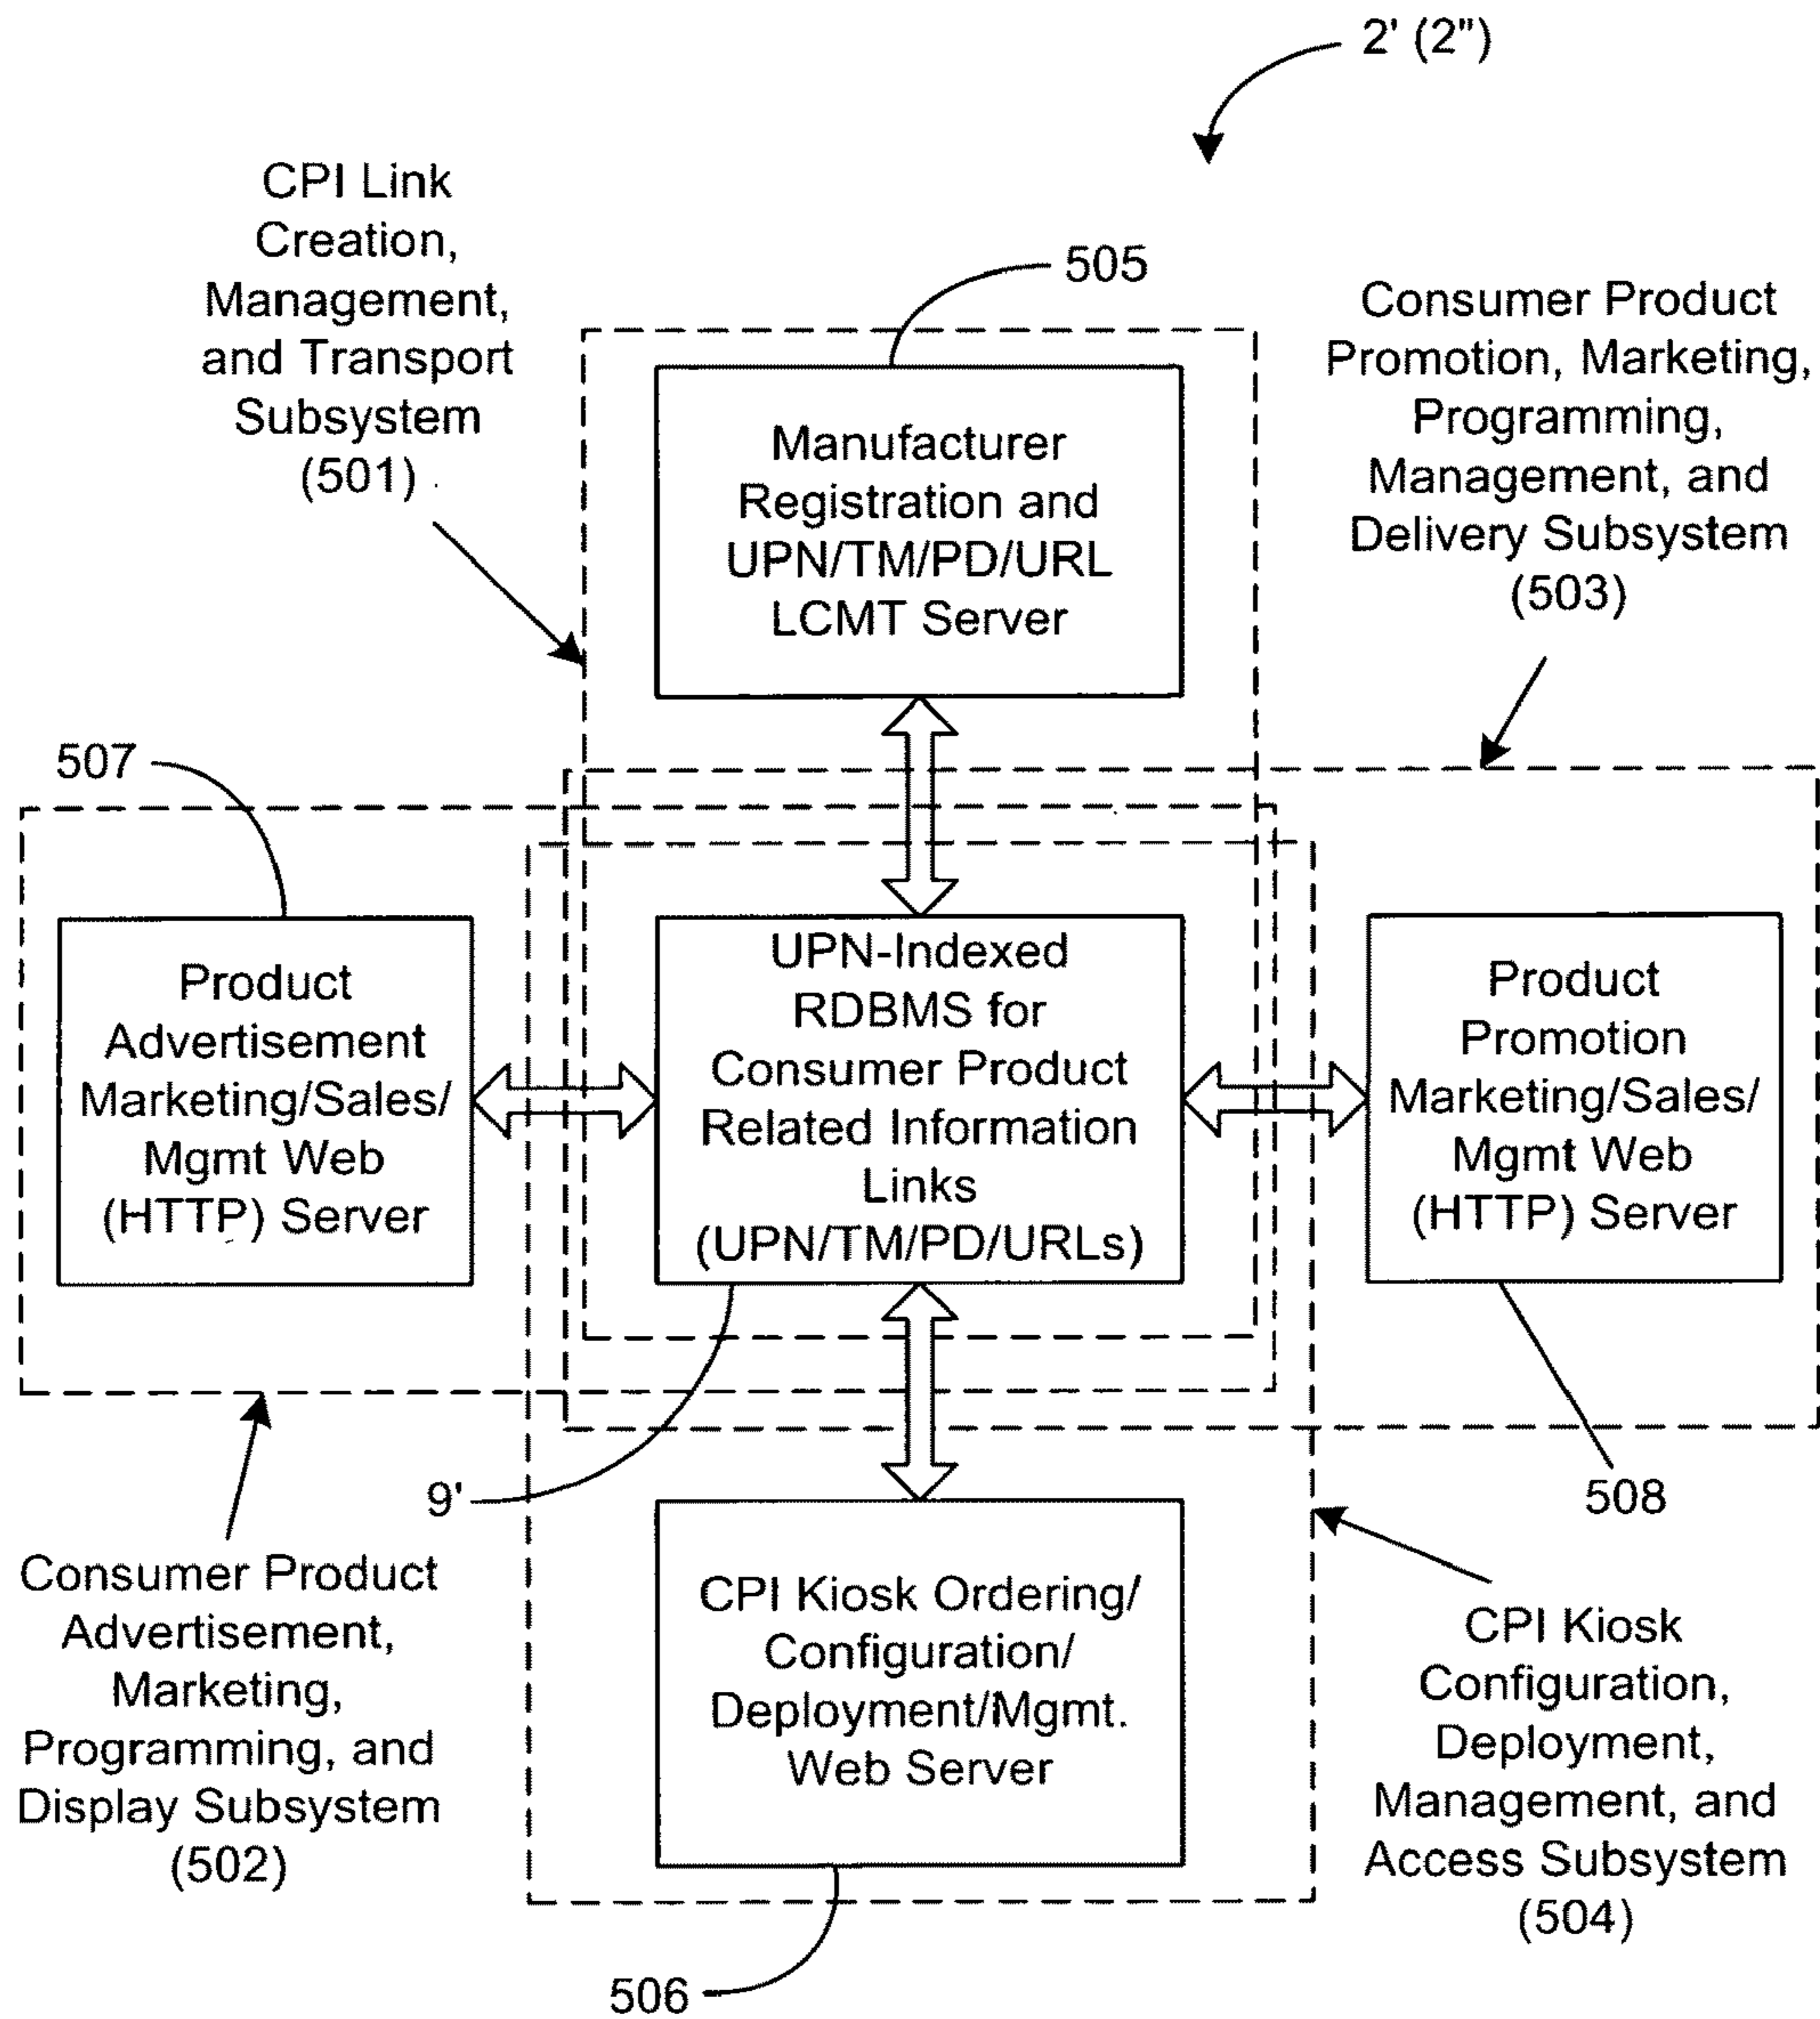 2' (2")
CPI Link
Creation,
Management,
and Transport
Subsystem
(501)
505
Consumer Product
Promotion, Marketing,
Programming,
Management, and
Delivery Subsystem
(503)
Manufacturer
Registration and
UPN/TM/PD/URL
LCMT Server
507
Product
Advertisement
Marketing/Sales/
Mgmt Web
(HTTP) Server
UPN-Indexed
RDBMS for
Consumer Product
Related Information
Links
(UPN/TM/PD/URLs)
Product
Promotion
Marketing/Sales/
Mgmt Web
(HTTP) Server
9'
508
Consumer Product
Advertisement,
Marketing,
Programming, and
Display Subsystem
(502)
CPI Kiosk Ordering/
Configuration/
Deployment/Mgmt.
Web Server
CPI Kiosk
Configuration,
Deployment,
Management, and
Access Subsystem
(504)
506